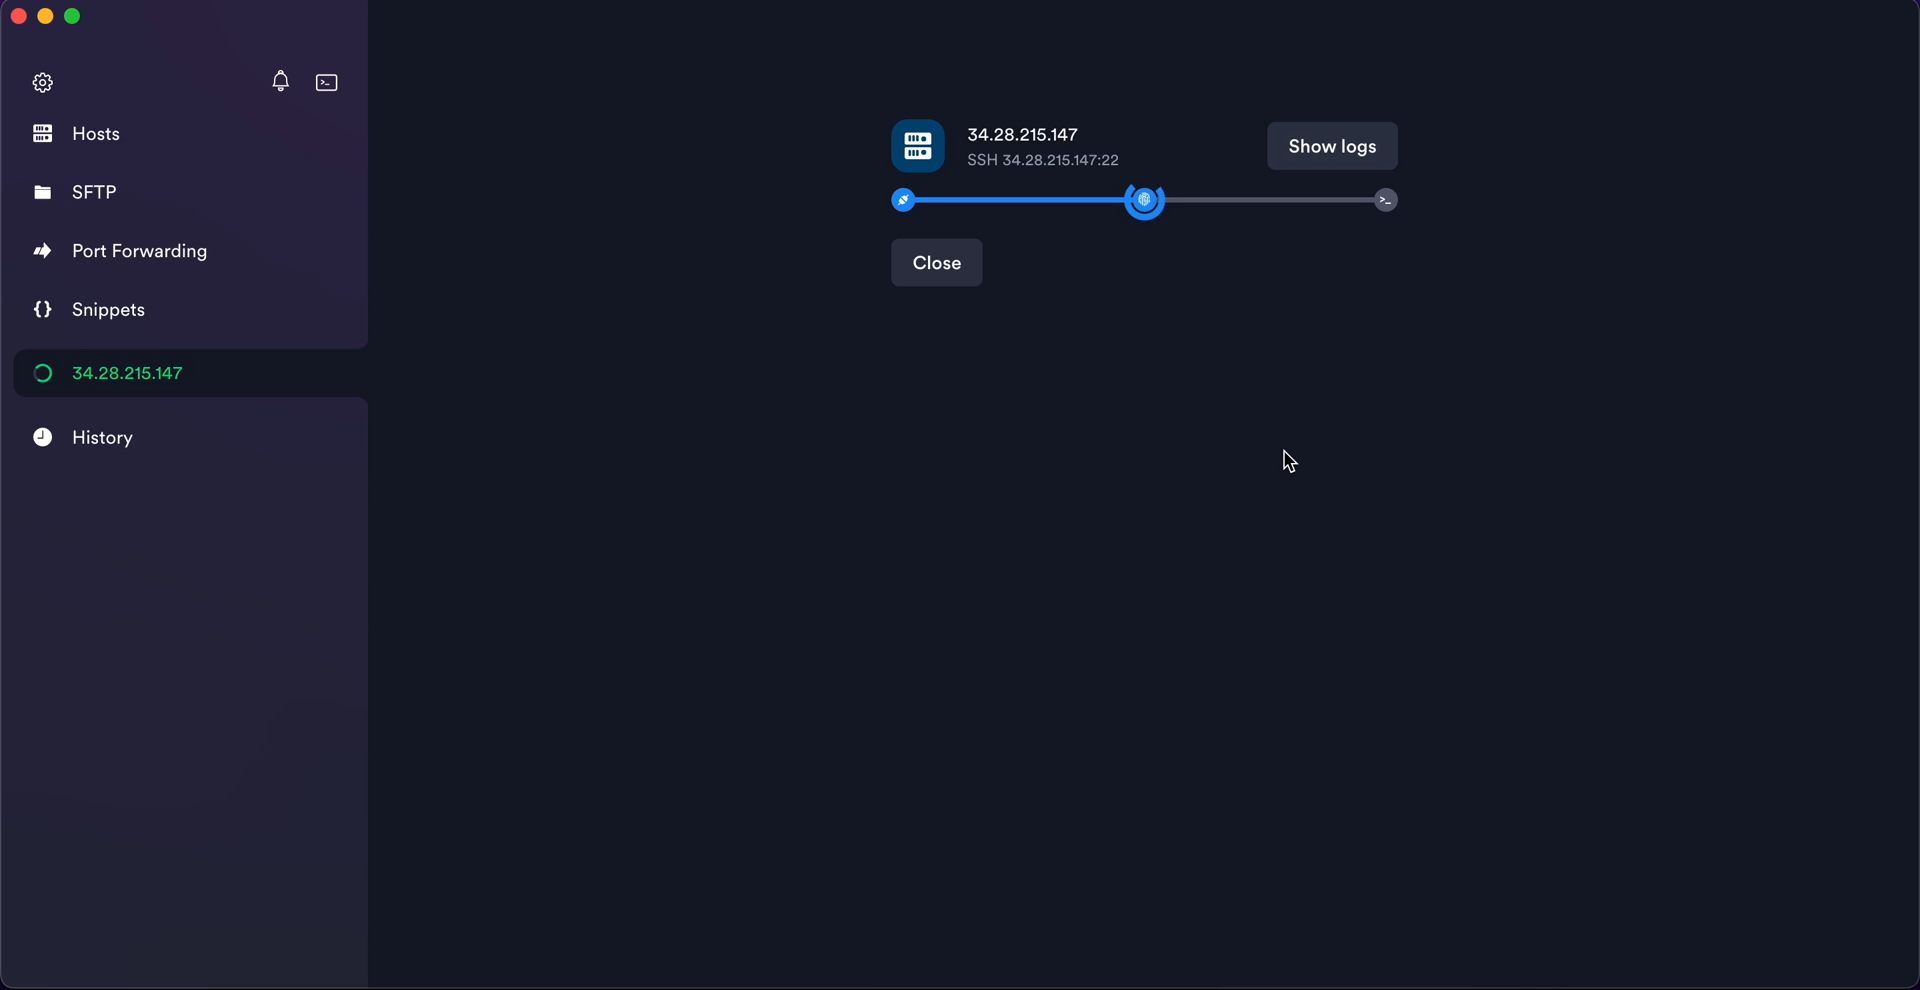 Hosts
SFTP
Port Forwarding
Snippets
34.28.215.147
History
34.28.215.147
SSH 34.28.215.147:22
Show logs
Close